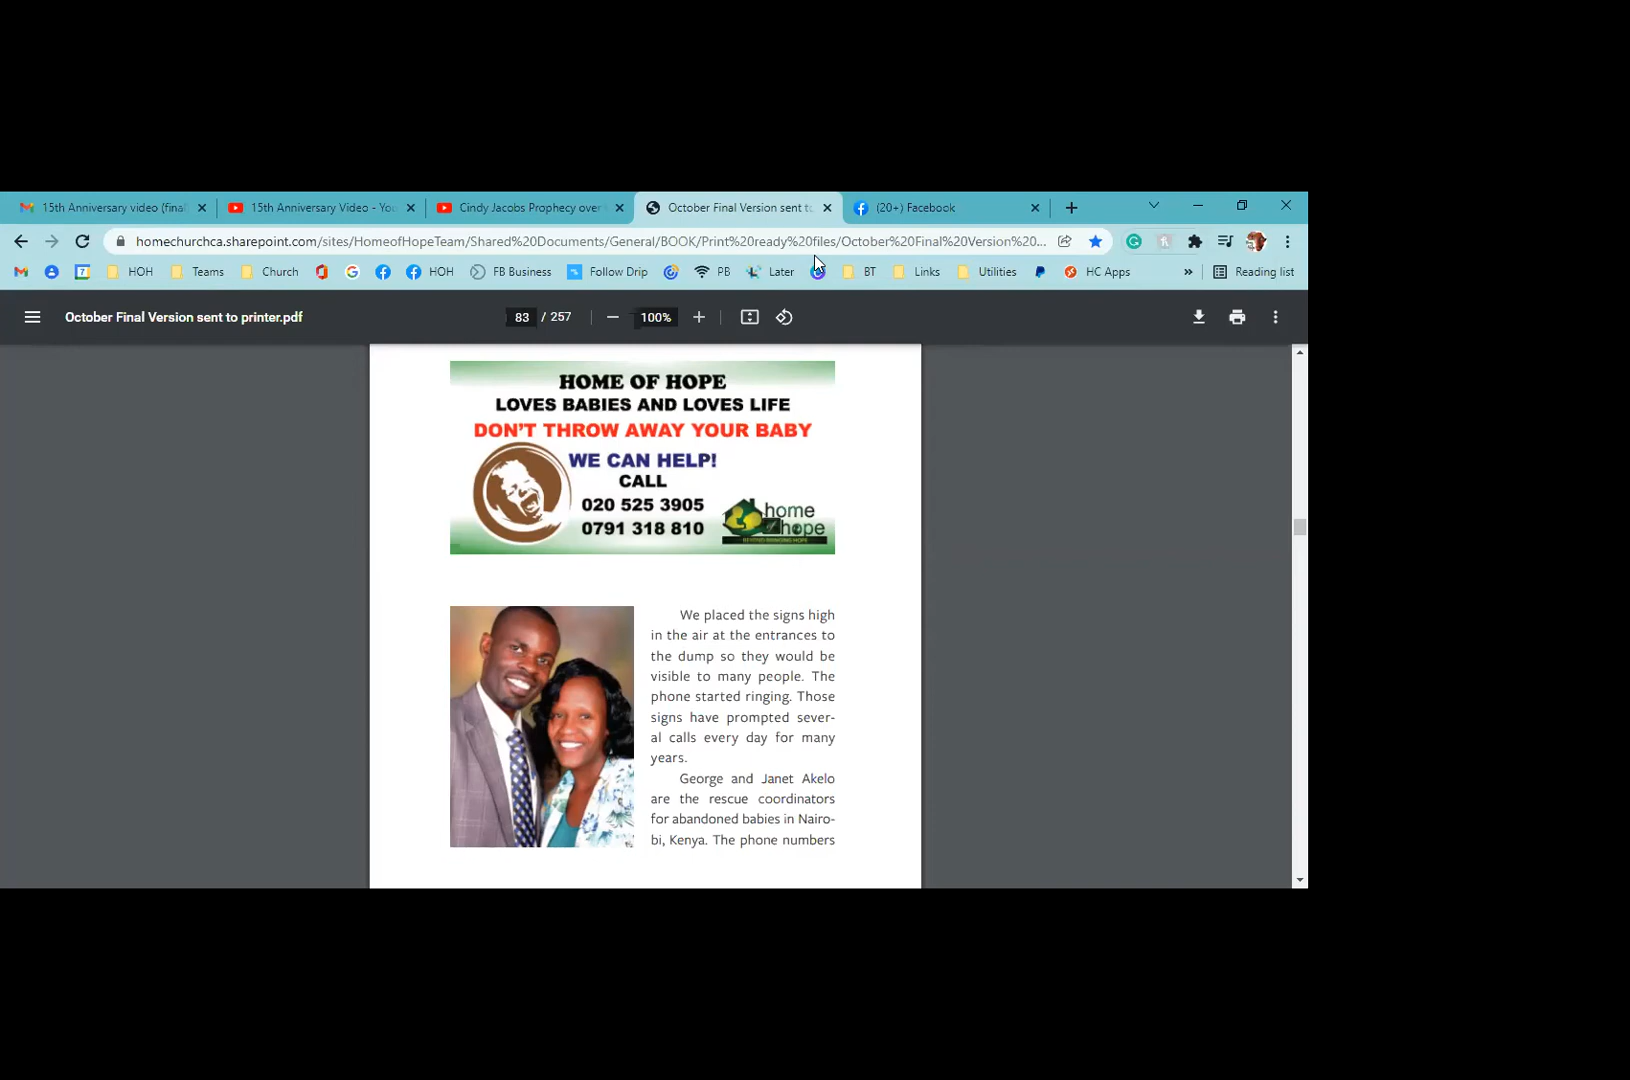 15th Anniversary video (final
15th Anniversary Video - You
Cindy Jacobs Prophecy over
October Final Version sent to
(20+) Facebook
homechurchca.sharepoint.com/sites/HomeofHopeTeam/Shared%20Documents/General/BOOK/Print%20ready%20files/October%20Final%20Version%20...
7
HOH
Teams
Church
HOH
FB Business
Follow Drip
PB
Later
BT
Links
Utilities
HC Apps
»
Reading list
October Final Version sent to printer.pdf
83 / 257
100%
HOME OF HOPE
LOVES BABIES AND LOVES LIFE
DON'T THROW AWAY YOUR BABY
WE CAN HELP!
CALL
020 525 3905
0791 318 810
home
hope
BEYOND BRINGING HOPE
We placed the signs high
in the air at the entrances to
the dump so they would be
visible to many people. The
phone started ringing. Those
signs have prompted sever-
al calls every day for many
years.
George and Janet Akelo
are the rescue coordinators
for abandoned babies in Nairo-
bi, Kenya. The phone numbers